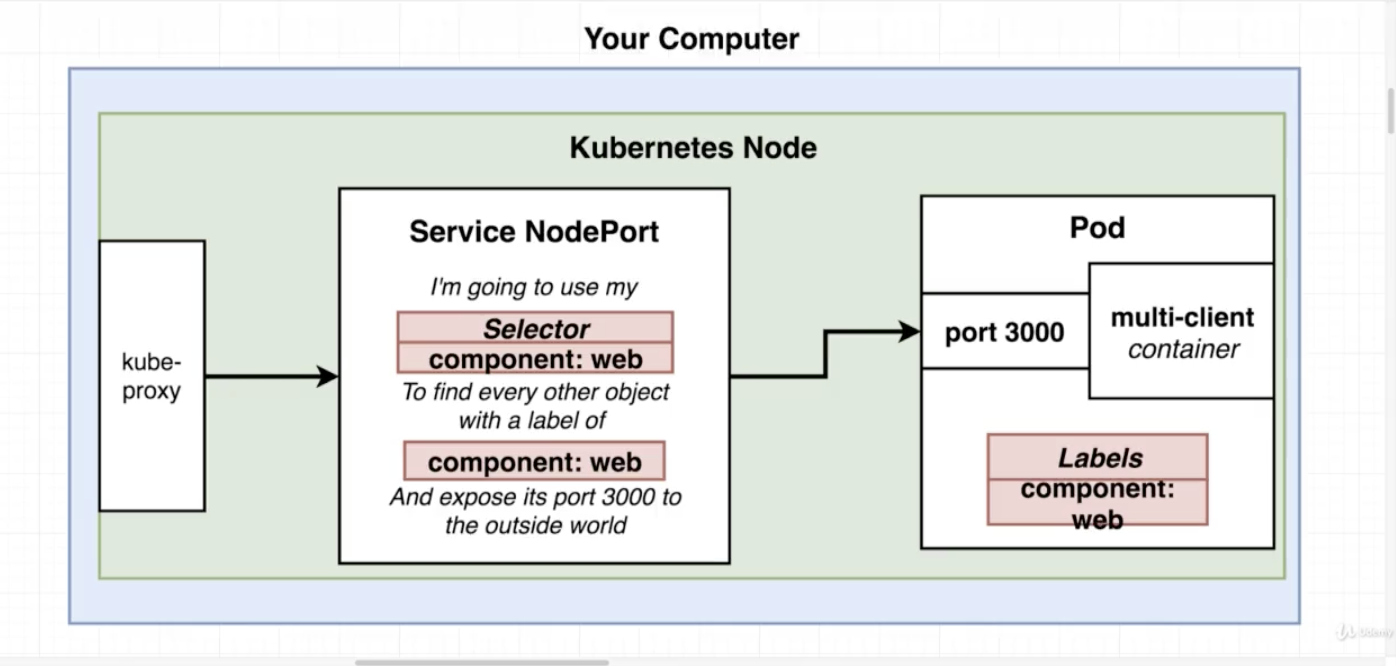 Your Computer
Kubernetes Node
kube-
proxy
Service NodePort
I'm going to use my
Selector
component: web
To find every other object
with a label of
component: web
And expose its port 3000 to
the outside world
Pod
port 3000
multi-client
container
Labels
component:
web
Udemy